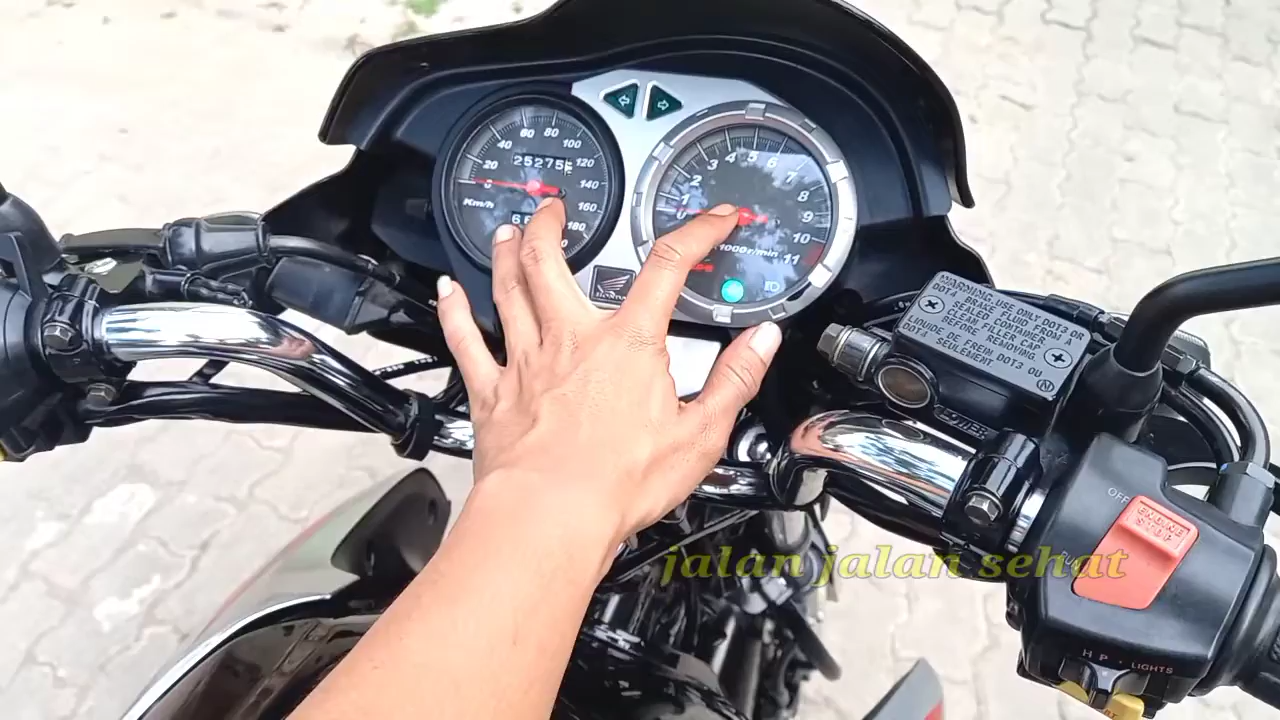 20
40
60
80
100
120
140
160
180
25275
Km/h
0
1
2
3
4
5
6
7
8
9
10
11
1000r/min
HONDA
WARNING.USE ONLY DOT3 OR
DOT4 BRAKE FLUID FROM A
SEALED CONTAINER
CLEAN FILLER CAP
BEFORE REMOVING.
LIQUIDE DE FREIN DOT3 OU
DOT4 SEULEMENT.
OFF
ENGINE
STOP
H P • LIGHTS
jalan jalan sehat